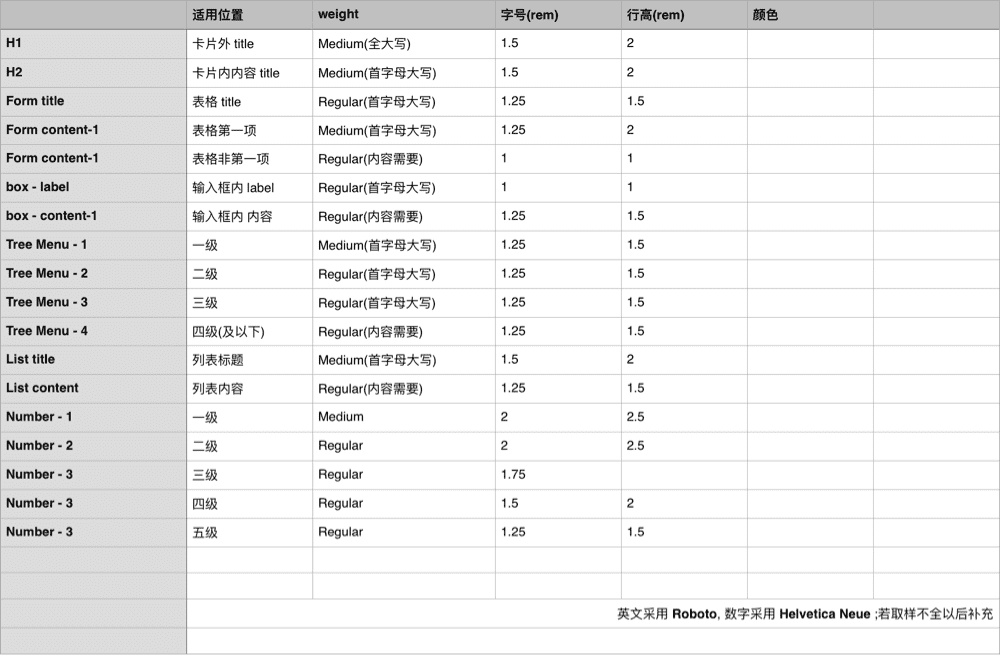 适用位置 weight 字号(rem) 行高(rem) 颜色
H1 卡片外 title Medium(全大写) 1.5 2
H2 卡片内内容 title Medium(首字母大写) 1.5 2
Form title 表格 title Regular(首字母大写) 1.25 1.5
Form content-1 表格第一项 Medium(首字母大写) 1.25 2
Form content-1 表格非第一项 Regular(内容需要) 1 1
box - label 输入框内 label Regular(首字母大写) 1 1
box - content-1 输入框内 内容 Regular(内容需要) 1.25 1.5
Tree Menu - 1 一级 Medium(首字母大写) 1.25 1.5
Tree Menu - 2 二级 Regular(首字母大写) 1.25 1.5
Tree Menu - 3 三级 Regular(首字母大写) 1.25 1.5
Tree Menu - 4 四级(及以下) Regular(内容需要) 1.25 1.5
List title 列表标题 Medium(首字母大写) 1.5 2
List content 列表内容 Regular(内容需要) 1.25 1.5
Number - 1 一级 Medium 2 2.5
Number - 2 二级 Regular 2 2.5
Number - 3 三级 Regular 1.75
Number - 3 四级 Regular 1.5 2
Number - 3 五级 Regular 1.25 1.5
英文采用 Roboto, 数字采用 Helvetica Neue ;若取样不全以后补充